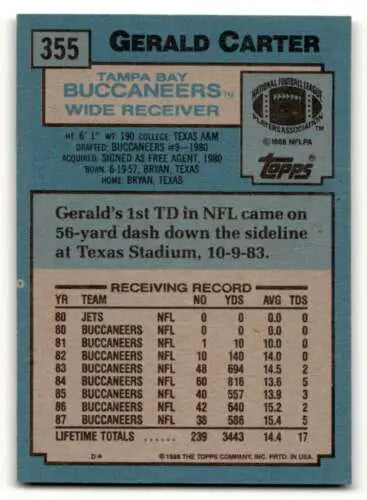 355
GERALD CARTER
TAMPA BAY
BUCCANEERS TM
WIDE RECEIVER
NATIONAL FOOTBALL LEAGUE
PLAYERS ASSOCIATION
© 1988 NFLPA
TOPPS
HT: 6' 1" WT: 190 COLLEGE: TEXAS A&M
DRAFTED: BUCCANEERS #9-1980
ACQUIRED: SIGNED AS FREE AGENT, 1980
BORN: 6-19-57, BRYAN, TEXAS
HOME: BRYAN, TEXAS
Gerald's 1st TD in NFL came on
56-yard dash down the sideline
at Texas Stadium, 10-9-83.
RECEIVING RECORD
YR TEAM NO YDS AVG TDS
80 JETS NFL 0 0 0.0 0
80 BUCCANEERS NFL 0 0 0.0 0
81 BUCCANEERS NFL 1 10 10.0 0
82 BUCCANEERS NFL 10 140 14.0 0
83 BUCCANEERS NFL 48 694 14.5 2
84 BUCCANEERS NFL 60 816 13.6 5
85 BUCCANEERS NFL 40 557 13.9 3
86 BUCCANEERS NFL 42 640 15.2 2
87 BUCCANEERS NFL 38 586 15.4 5
LIFETIME TOTALS ...... 239 3443 14.4 17
D* © 1988 THE TOPPS COMPANY, INC. PRTD. IN U.S.A.